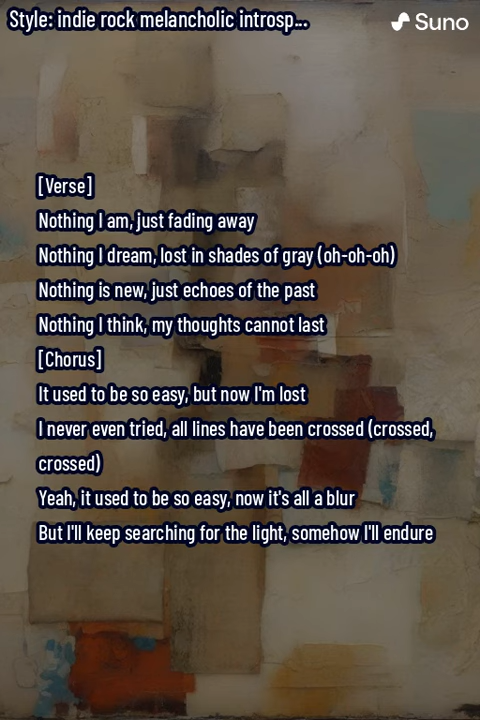 Style: indie rock melancholic introsp...
Suno
[Verse]
Nothing I am, just fading away
Nothing I dream, lost in shades of gray (oh-oh-oh)
Nothing is new, just echoes of the past
Nothing I think, my thoughts cannot last
[Chorus]
It used to be so easy, but now I'm lost
I never even tried, all lines have been crossed (crossed,
crossed)
Yeah, it used to be so easy, now it's all a blur
But I'll keep searching for the light, somehow I'll endure